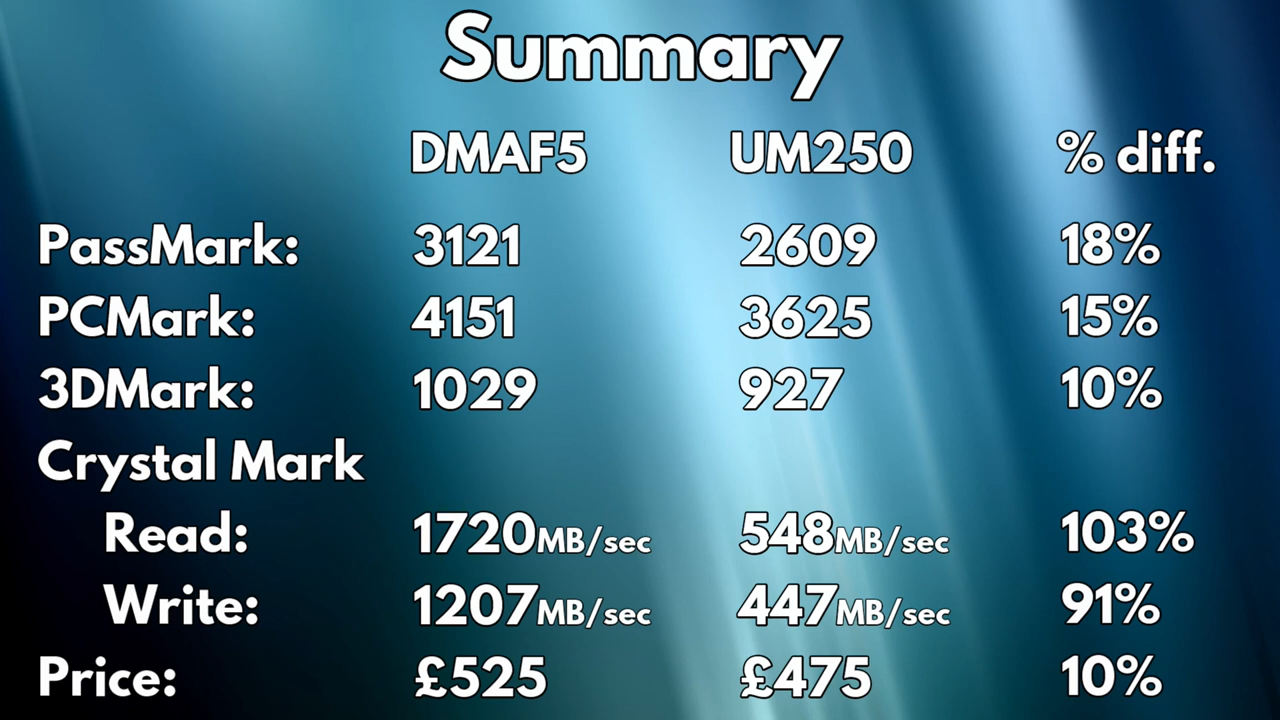 Summary
DMAF5 UM250 % diff.
PassMark: 3121 2609 18%
PCMark: 4151 3625 15%
3DMark: 1029 927 10%
Crystal Mark
Read: 1720MB/sec 548MB/sec 103%
Write: 1207MB/sec 447MB/sec 91%
Price: £525 £475 10%